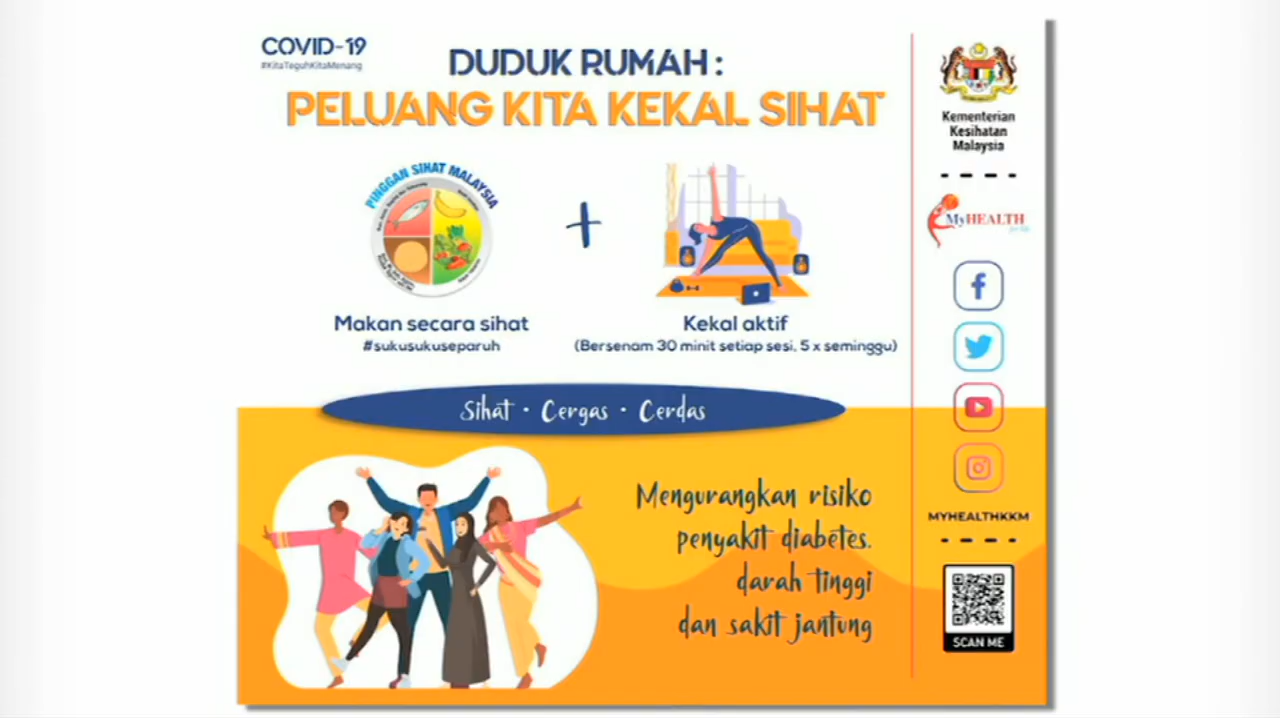 COVID-19
#KitaTeguhKitaMenang
DUDUK RUMAH :
PELUANG KITA KEKAL SIHAT
PINGGAN SIHAT MALAYSIA
Makan secara sihat
#sukusukuseparuh
+
Kekal aktif
(Bersenam 30 minit setiap sesi, 5 x seminggu)
Sihat · Cergas · Cerdas
Mengurangkan risiko
penyakit diabetes,
darah tinggi
dan sakit jantung
Kementerian
Kesihatan
Malaysia
MyHEALTH
for life
MYHEALTHKKM
SCAN ME